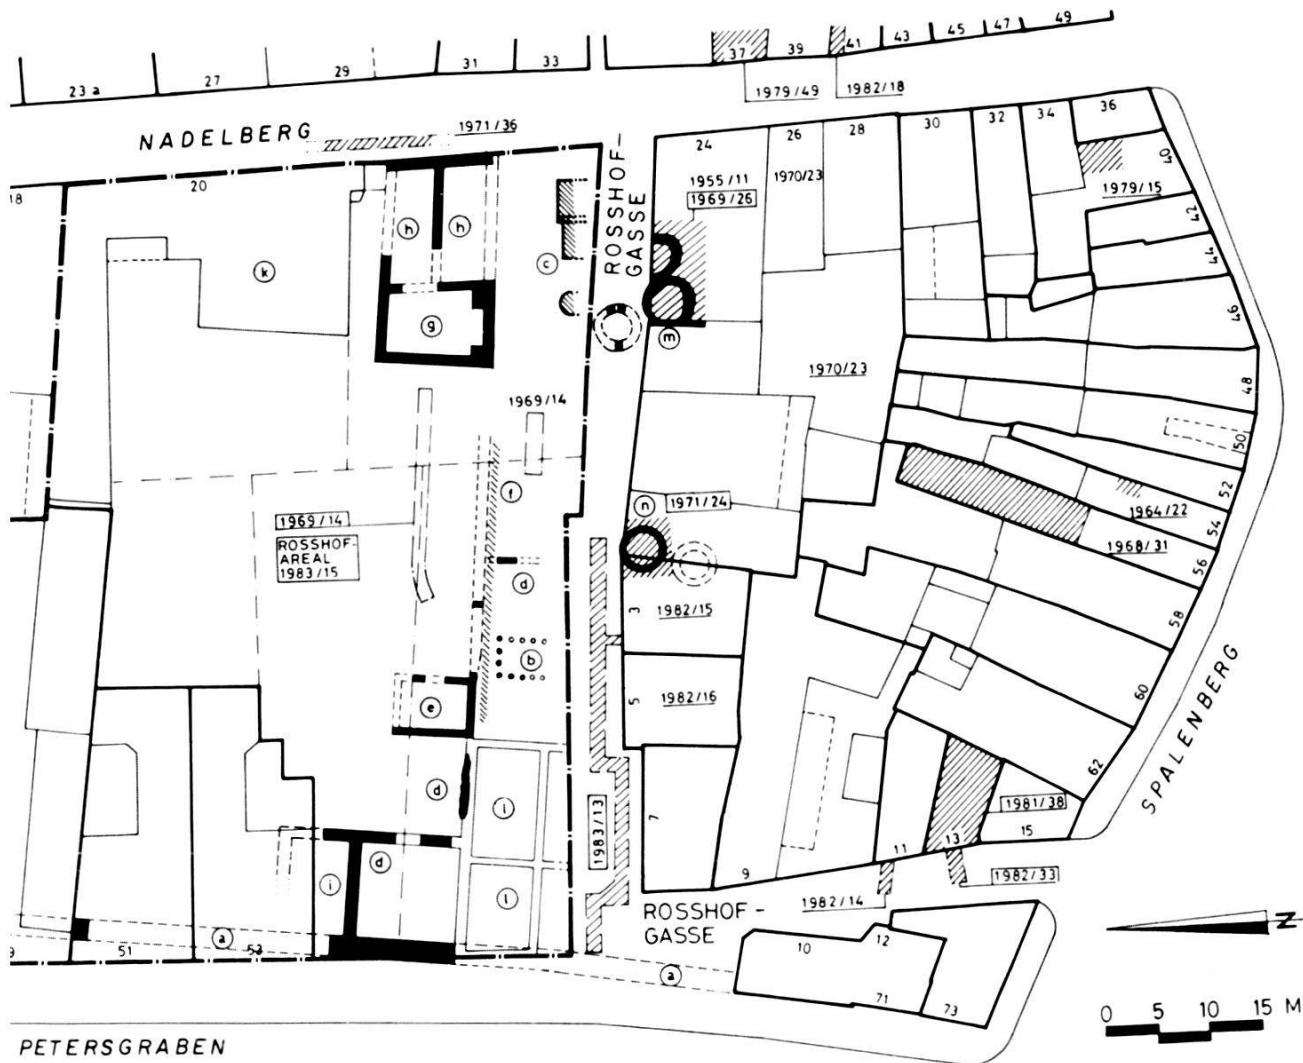 49
47
45
43
41
39
37
33
31
29
27
23 a
1979/49
1982/18
NADELBERG
1971/36
18
20
24
26
28
30
32
34
36
40
42
44
46
48
50
52
54
56
58
60
62
ROSSHOF-
GASSE
1955/11
1969/26
1970/23
1979/15
h
h
c
k
g
m
1970/23
1969/14
f
n
1971/24
1964/22
1968/31
1969/14
ROSSHOF-
AREAL
1983/15
d
b
e
3
1982/15
5
1982/16
SPALENBERG
d
l
1983/13
7
1981/38
15
13
11
9
d
i
l
1982/14
1982/33
ROSSHOF-
GASSE
10
12
N
a
51
53
9
a
71
73
0 5 10 15 M
PETERSGRABEN